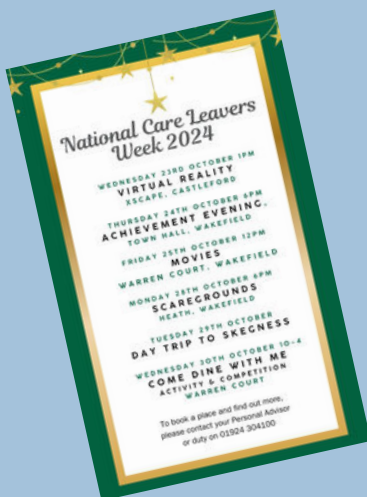 National Care Leavers
Week 2024
WEDNESDAY 23RD OCTOBER 1PM
VIRTUAL REALITY
XSCAPE, CASTLEFORD
THURSDAY 24TH OCTOBER 6PM
ACHIEVEMENT EVENING,
TOWN HALL, WAKEFIELD
FRIDAY 25TH OCTOBER 12PM
MOVIES
WARREN COURT, WAKEFIELD
MONDAY 28TH OCTOBER 6PM
SCAREGROUNDS
HEATH, WAKEFIELD
TUESDAY 29TH OCTOBER
DAY TRIP TO SKEGNESS
WEDNESDAY 30TH OCTOBER 10-4
COME DINE WITH ME
ACTIVITY & COMPETITION
WARREN COURT
To book a place and find out more,
please contact your Personal Advisor
or duty on 01924 304100